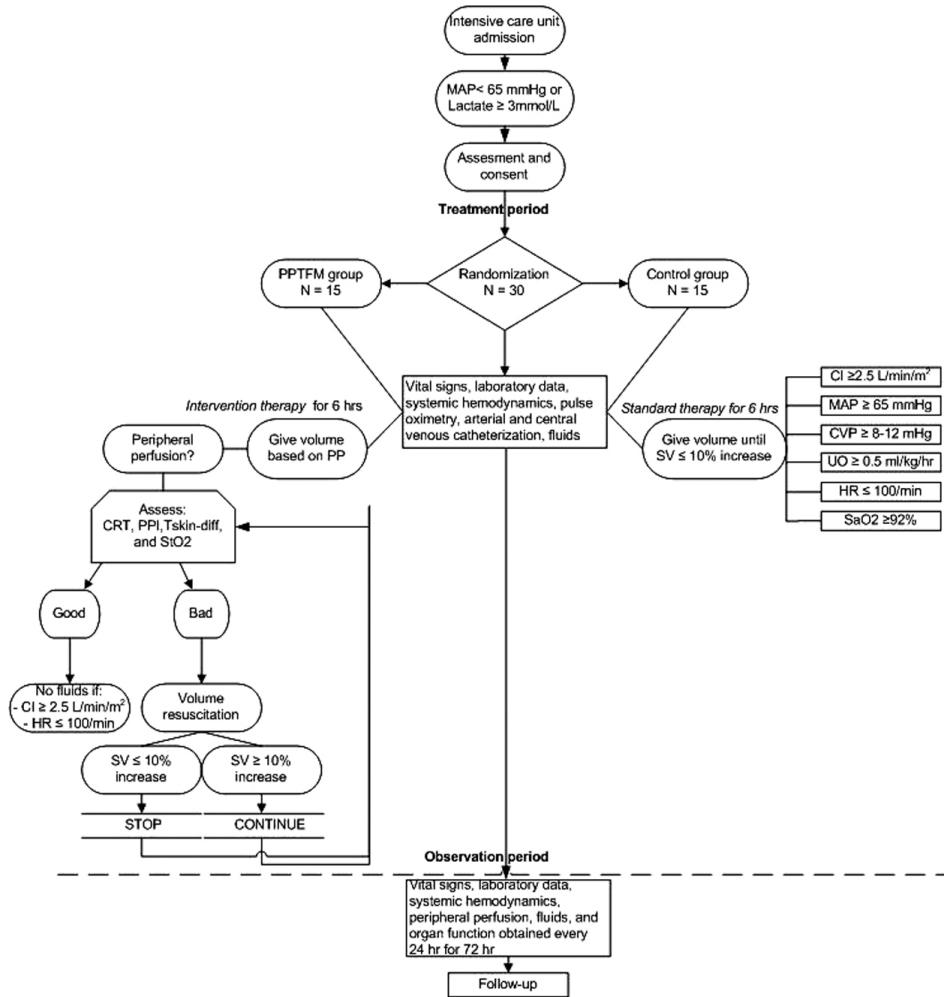 Intensive care unit
admission
MAP< 65 mmHg or
Lactate ≥ 3mmol/L
Assesment and
consent
Treatment period
PPTFM group
N = 15
Randomization
N = 30
Control group
N = 15
Vital signs, laboratory data,
systemic hemodynamics, pulse
oximetry, arterial and central
venous catheterization, fluids
Intervention therapy for 6 hrs
Peripheral
perfusion?
Give volume
based on PP
Standard therapy for 6 hrs
Give volume until
SV ≤ 10% increase
CI ≥2.5 L/min/m²
MAP ≥ 65 mmHg
CVP ≥ 8-12 mHg
UO ≥ 0.5 ml/kg/hr
HR ≤ 100/min
SaO2 ≥92%
Assess:
CRT, PPI,Tskin-diff,
and StO2
Good
Bad
No fluids if:
- CI ≥ 2.5 L/min/m²
- HR ≤ 100/min
Volume
resuscitation
SV ≤ 10%
increase
SV ≥ 10%
increase
STOP
CONTINUE
Observation period
Vital signs, laboratory data,
systemic hemodynamics,
peripheral perfusion, fluids, and
organ function obtained every
24 hr for 72 hr
Follow-up